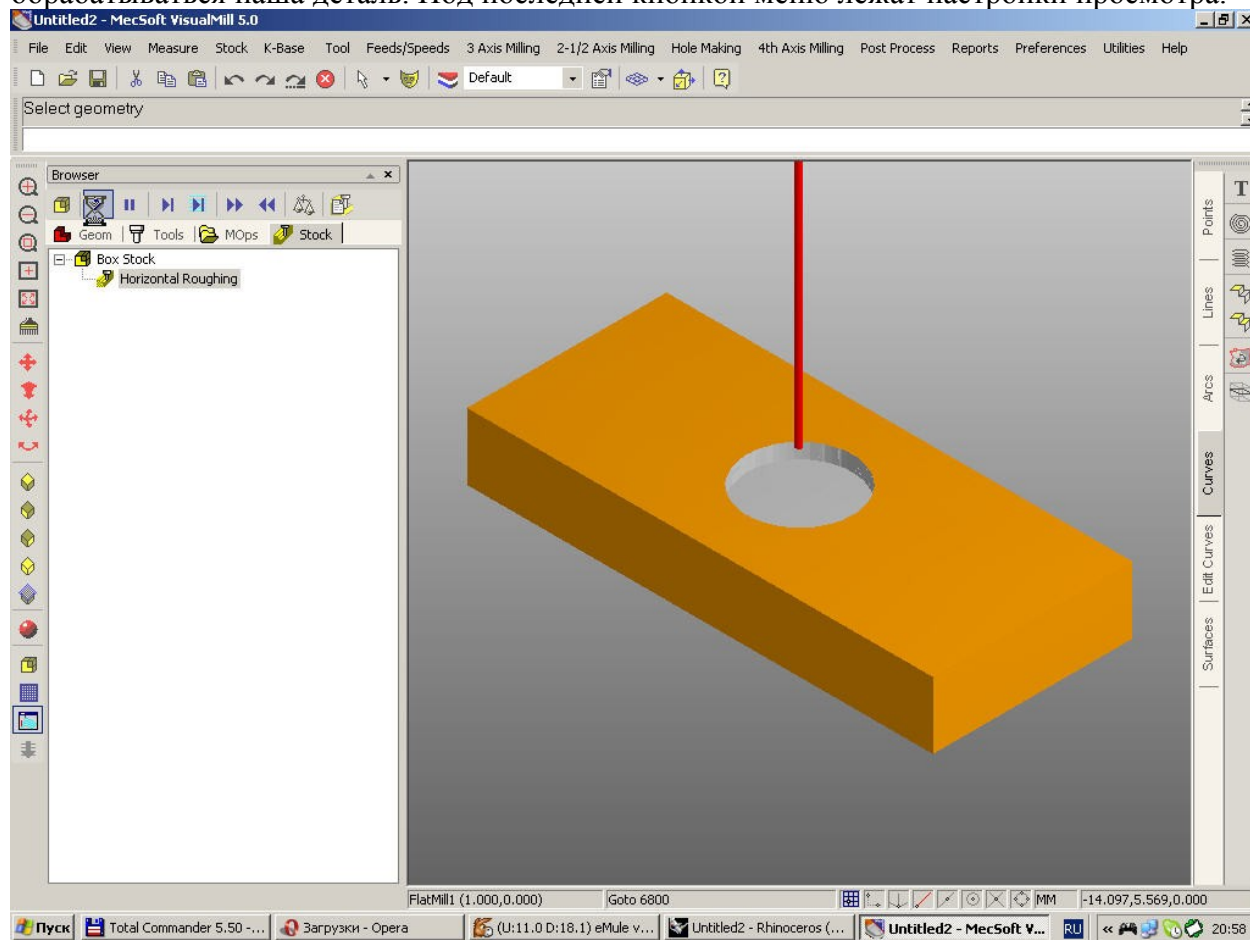 обрабатываться наша деталь. Под последней кнопкой меню лежат настройки просмотра.
Untitled2 - MecSoft VisualMill 5.0
File Edit View Measure Stock K-Base Tool Feeds/Speeds 3 Axis Milling 2-1/2 Axis Milling Hole Making 4th Axis Milling Post Process Reports Preferences Utilities Help
Default
Select geometry
Browser
Geom Tools MOps Stock
Box Stock
Horizontal Roughing
T
Points
Lines
Arcs
Curves
Edit Curves
Surfaces
FlatMill1 (1.000,0.000) Goto 6800 MM -14.097,5.569,0.000
Пуск Total Commander 5.50 -... Загрузки - Opera (U:11.0 D:18.1) eMule v... Untitled2 - Rhinoceros (... Untitled2 - MecSoft V... RU « 20:58